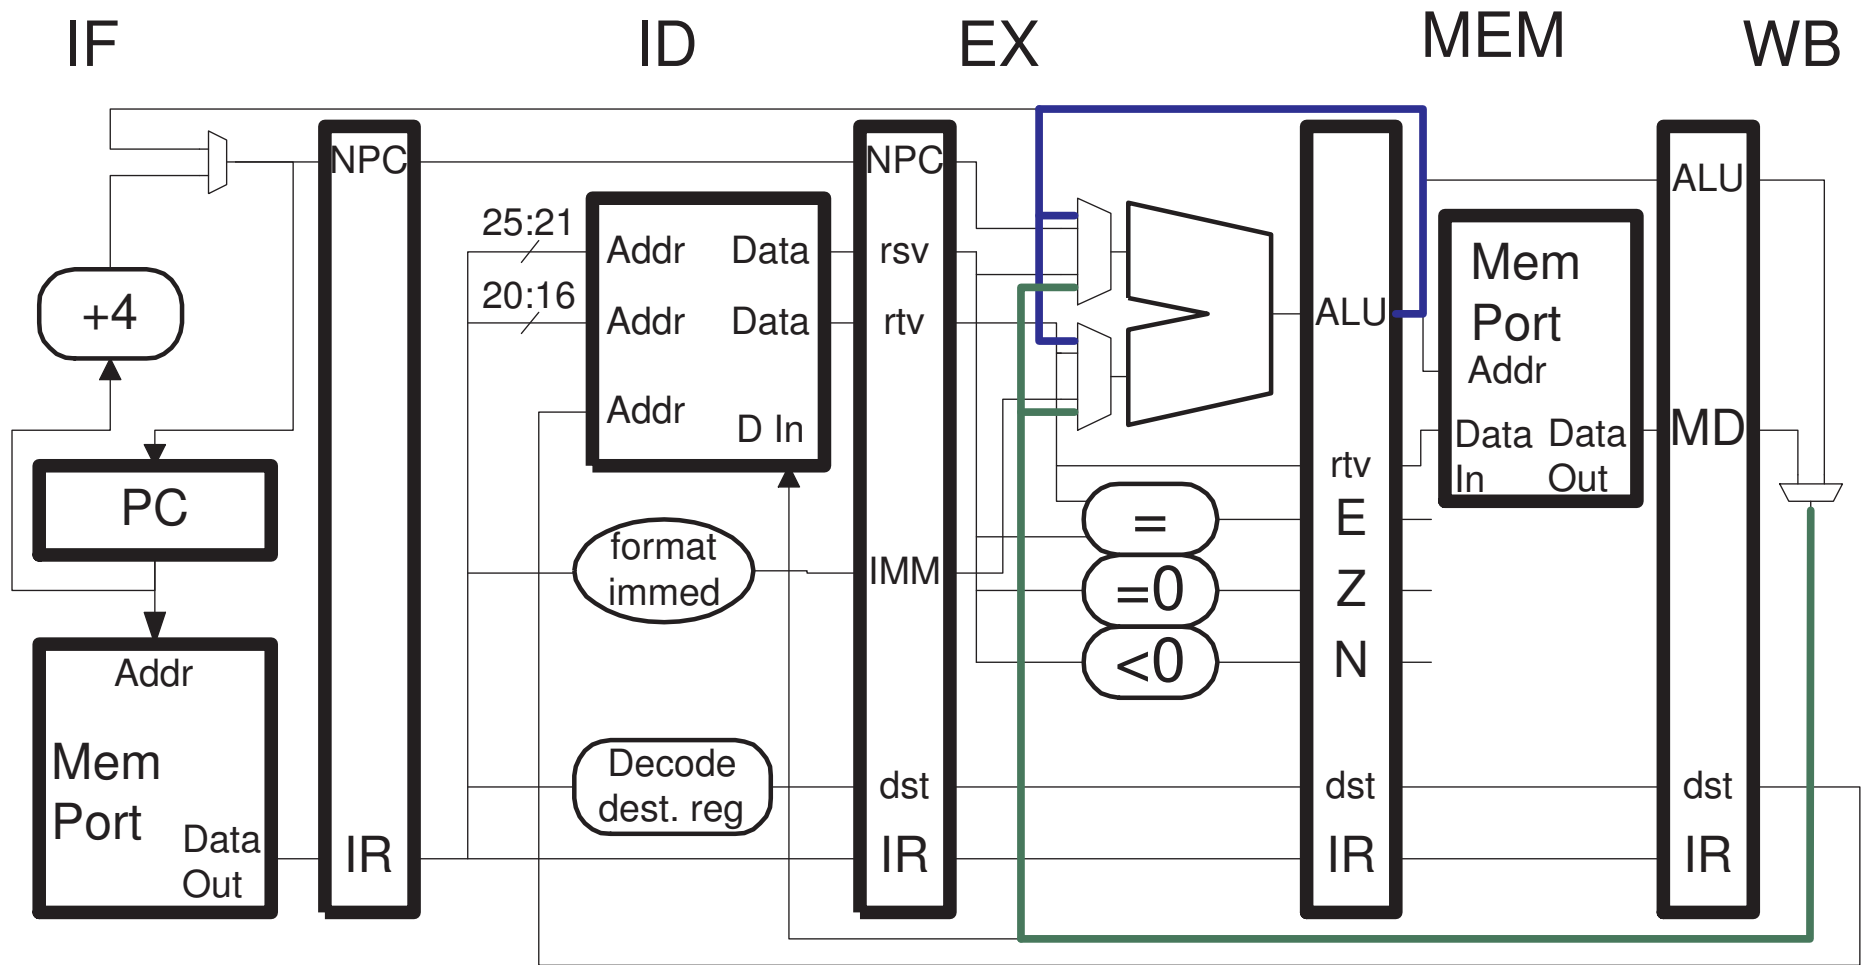 IF ID EX MEM WB
NPC NPC ALU
25:21
Addr Data rsv
20:16
Addr Data rtv
Addr
D In
+4
PC
ALU
Mem
Port
Addr
Data Data
In Out
MD
rtv
=
E
format
immed
IMM
=0
Z
<0
N
Addr
Mem
Port
Data
Out
Decode
dest. reg
dst dst dst
IR IR IR IR